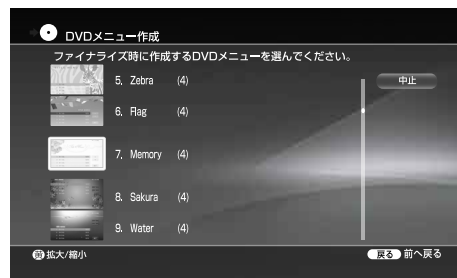 DVDメニュー作成
ファイナライズ時に作成するDVDメニューを選んでください。
5. Zebra (4)
中止
6. Flag (4)
7. Memory (4)
8. Sakura (4)
9. Water (4)
黄 拡大/縮小
戻る 前へ戻る